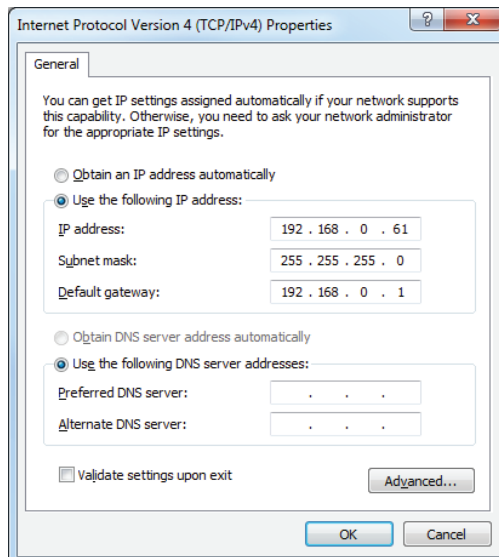 Internet Protocol Version 4 (TCP/IPv4) Properties
?
General
You can get IP settings assigned automatically if your network supports
this capability. Otherwise, you need to ask your network administrator
for the appropriate IP settings.
Obtain an IP address automatically
Use the following IP address:
IP address: 192 . 168 . 0 . 61
Subnet mask: 255 . 255 . 255 . 0
Default gateway: 192 . 168 . 0 . 1
Obtain DNS server address automatically
Use the following DNS server addresses:
Preferred DNS server: . . .
Alternate DNS server: . . .
Validate settings upon exit
Advanced...
OK Cancel